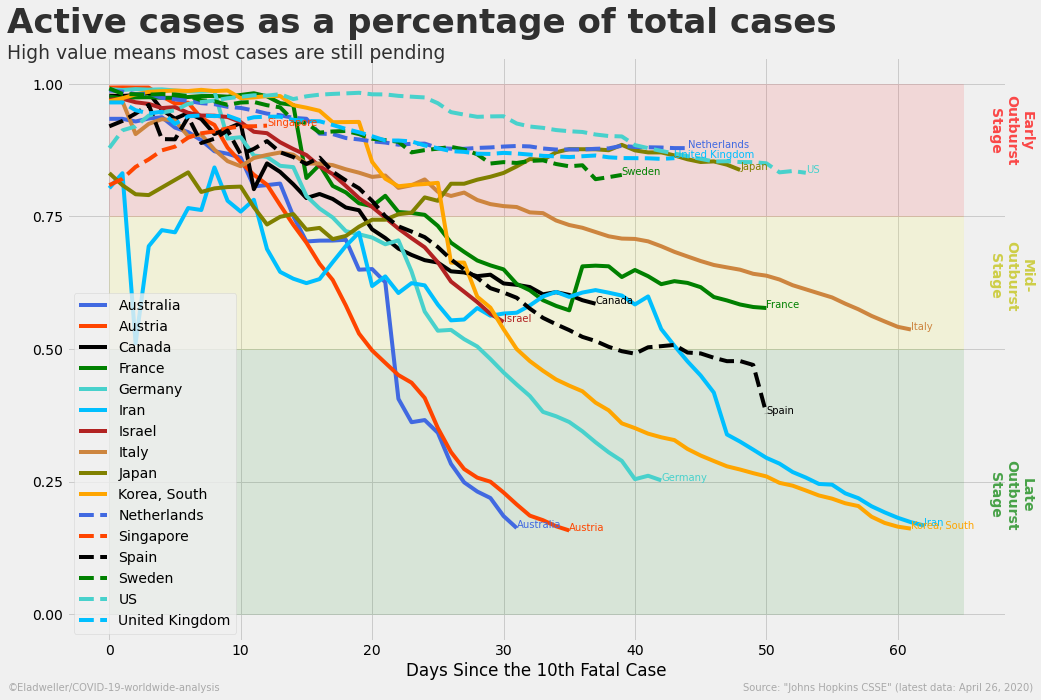 Active cases as a percentage of total cases
High value means most cases are still pending
1.00
0.75
0.50
0.25
0.00
0
10
20
30
40
50
60
Days Since the 10th Fatal Case
Early
Outburst
Stage
Mid-
Outburst
Stage
Late
Outburst
Stage
Singapore
Netherlands
United Kingdom
Japan
US
Sweden
Canada
Israel
France
Italy
Spain
Germany
Australia
Austria
Iran
Korea, South
Australia
Austria
Canada
France
Germany
Iran
Israel
Italy
Japan
Korea, South
Netherlands
Singapore
Spain
Sweden
US
United Kingdom
©Eladweller/COVID-19-worldwide-analysis
Source: "Johns Hopkins CSSE" (latest data: April 26, 2020)